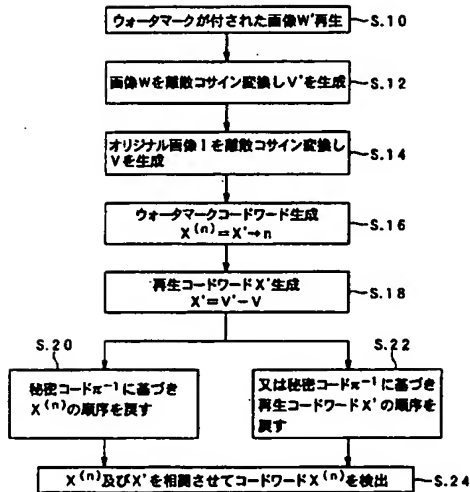 ウォータマークが付された画像W'再生
S.10
画像Wを離散コサイン変換しV'を生成
S.12
オリジナル画像Iを離散コサイン変換し
Vを生成
S.14
ウォータマークコードワード生成
X(n)=X'→n
S.16
再生コードワードX'生成
X'=V'-V
S.18
S.20
秘密コードπ-1に基づき
X(n)の順序を戻す
S.22
又は秘密コードπ-1に基づき
再生コードワードX'の順序を
戻す
X(n)及びX'を相関させてコードワードX(n)を検出
S.24